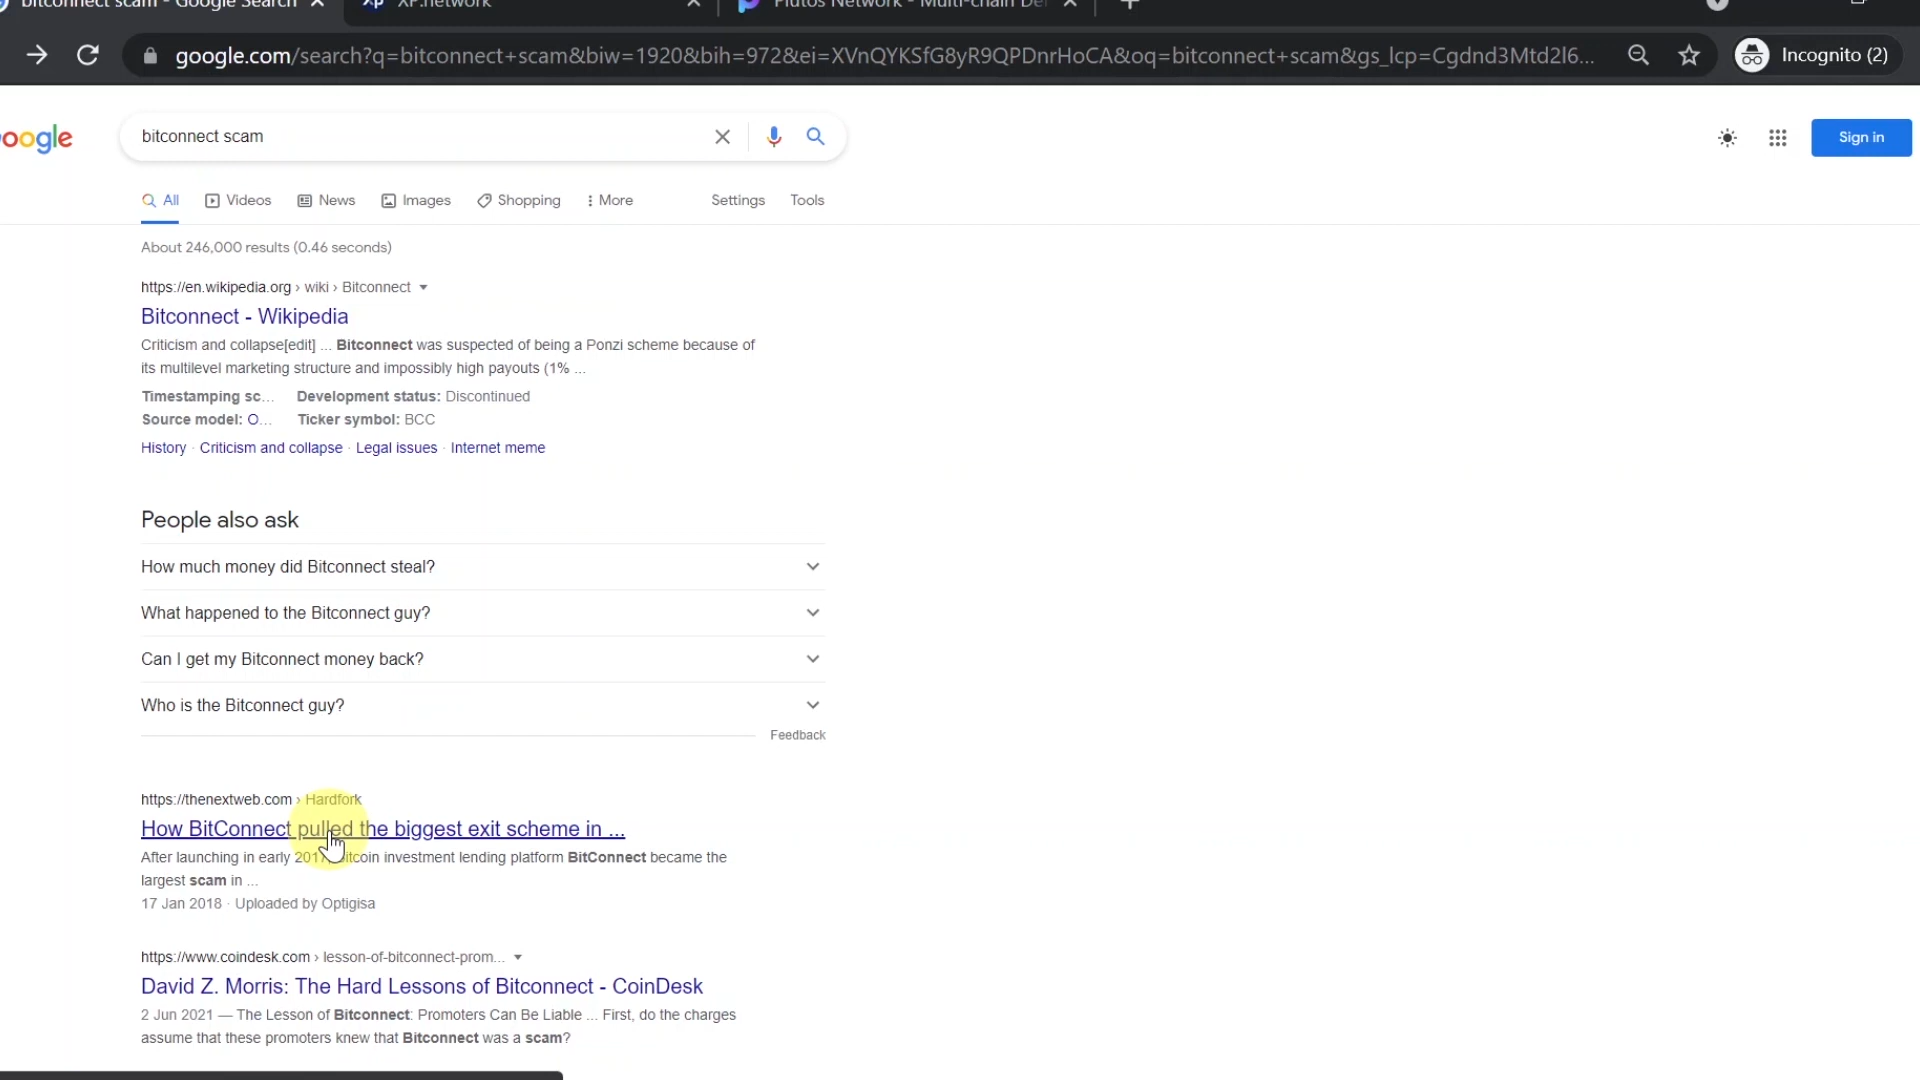 bitconnect scam - Google Search
XP.network
Plutos Network - Multi-chain De
google.com/search?q=bitconnect+scam&biw=1920&bih=972&ei=XVnQYKSfG8yR9QPDnrHoCA&oq=bitconnect+scam&gs_lcp=Cgdnd3Mtd2l6...
Incognito (2)
oogle
bitconnect scam
Sign in
All
Videos
News
Images
Shopping
More
Settings
Tools
About 246,000 results (0.46 seconds)
https://en.wikipedia.org › wiki › Bitconnect
Bitconnect - Wikipedia
Criticism and collapse[edit] ... Bitconnect was suspected of being a Ponzi scheme because of
its multilevel marketing structure and impossibly high payouts (1% ...
Timestamping sc... Development status: Discontinued
Source model: O... Ticker symbol: BCC
History · Criticism and collapse · Legal issues · Internet meme
People also ask
How much money did Bitconnect steal?
What happened to the Bitconnect guy?
Can I get my Bitconnect money back?
Who is the Bitconnect guy?
Feedback
https://thenextweb.com › Hardfork
How BitConnect pulled the biggest exit scheme in ...
After launching in early 2017, bitcoin investment lending platform BitConnect became the
largest scam in ...
17 Jan 2018 · Uploaded by Optigisa
https://www.coindesk.com › lesson-of-bitconnect-prom...
David Z. Morris: The Hard Lessons of Bitconnect - CoinDesk
2 Jun 2021 — The Lesson of Bitconnect: Promoters Can Be Liable ... First, do the charges
assume that these promoters knew that Bitconnect was a scam?